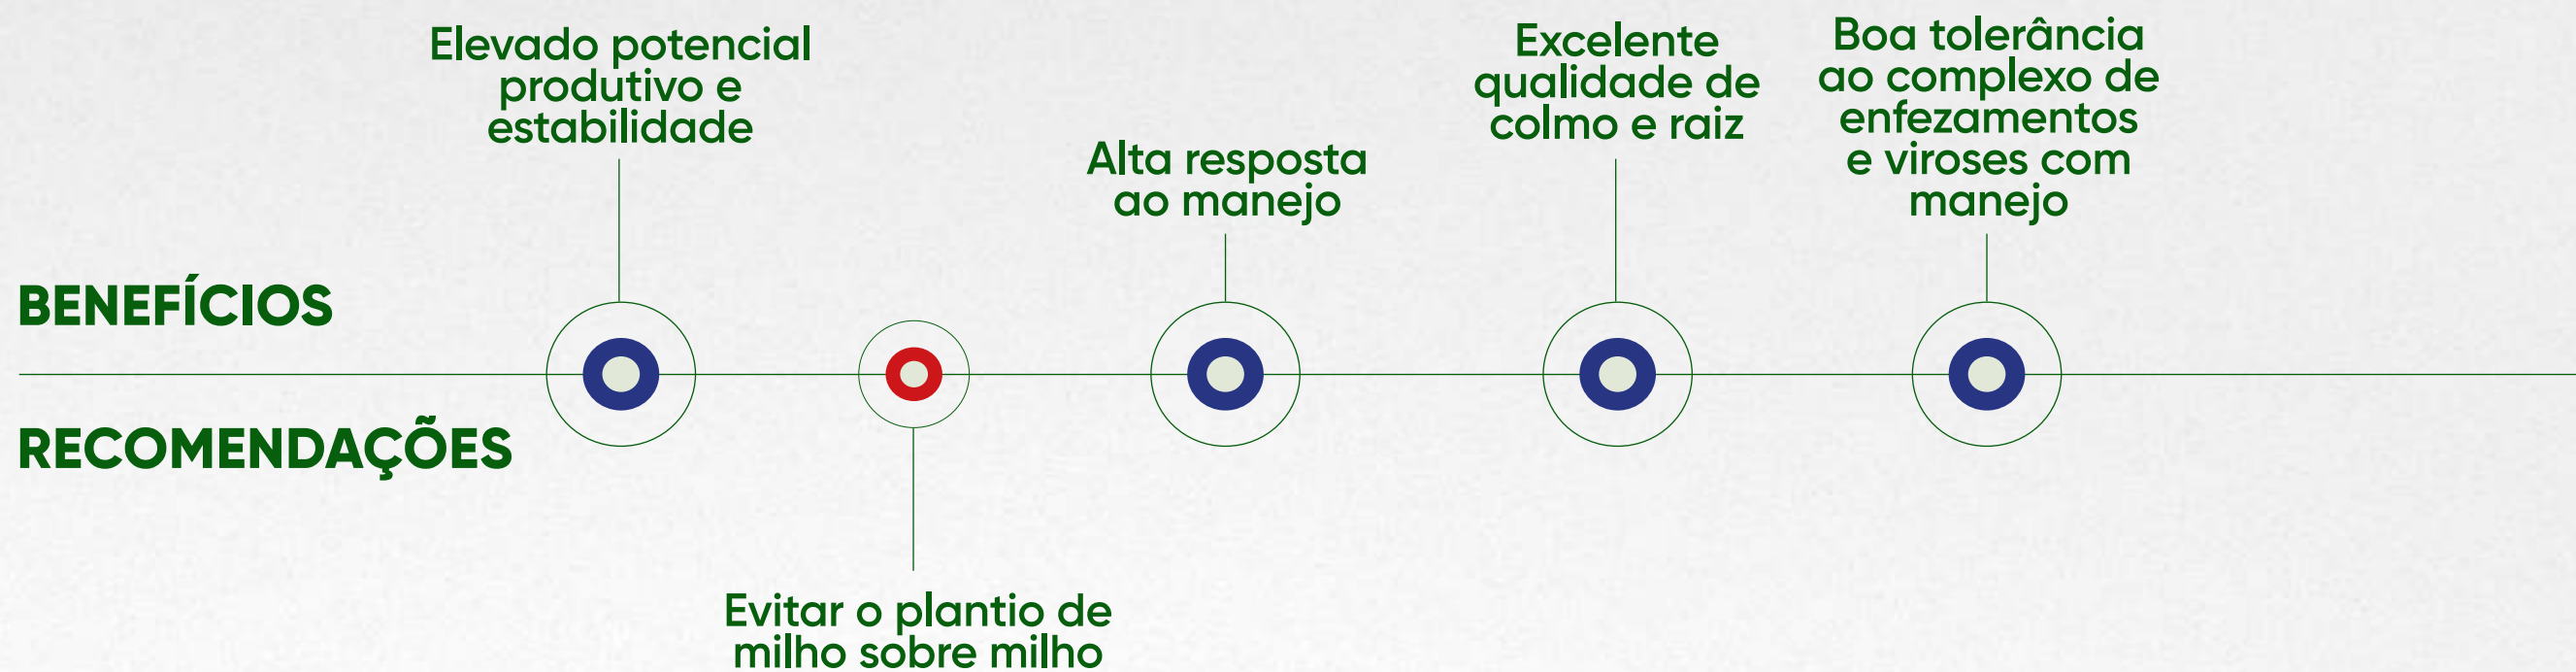 BENEFÍCIOS
Elevado potencial
produtivo e
estabilidade
Alta resposta
ao manejo
Excelente
qualidade de
colmo e raiz
Boa tolerância
ao complexo de
enfezamentos
e viroses com
manejo
RECOMENDAÇÕES
Evitar o plantio de
milho sobre milho